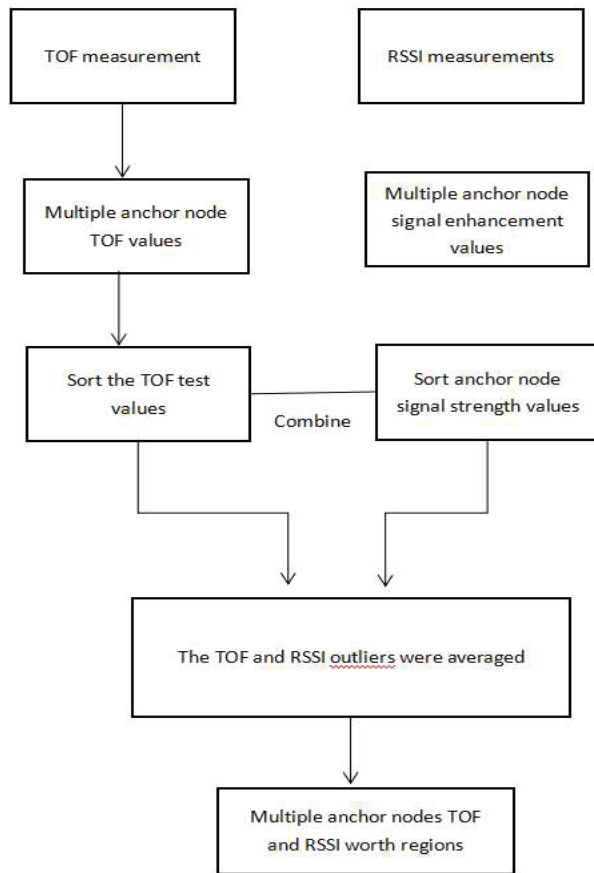 TOF measurement
RSSI measurements
Multiple anchor node
TOF values
Multiple anchor node
signal enhancement
values
Sort the TOF test
values
Combine
Sort anchor node
signal strength values
The TOF and RSSI outliers were averaged
Multiple anchor nodes TOF
and RSSI worth regions